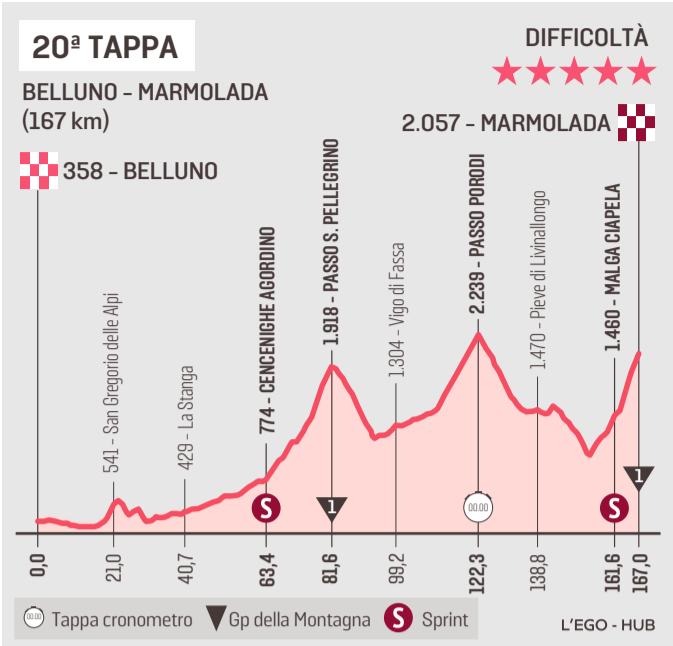 20ª TAPPA
DIFFICOLTÀ
BELLUNO – MARMOLADA
(167 km)
2.057 – MARMOLADA
358 – BELLUNO
541 – San Gregorio delle Alpi
429 – La Stanga
774 – CENCENIGHE AGORDINO
1.918 – PASSO S. PELLEGRINO
1.304 – Vigo di Fassa
2.239 – PASSO PORODI
1.470 – Pieve di Livinallongo
1.460 – MALGA CIAPELA
S
1
00.00
S
1
0,0
21,0
40,7
63,4
81,6
99,2
122,3
138,8
161,6
167,0
00.00 Tappa cronometro
Gp della Montagna
S Sprint
L'EGO - HUB